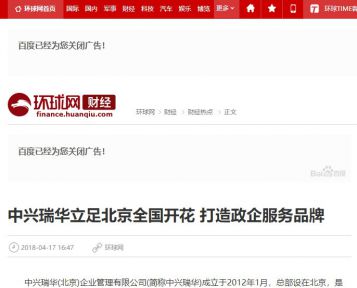 环球网首页 国际 国内 军事 财经 科技 汽车 娱乐 博览 更多 环球TIME客
百度已经为您关闭广告！
环球网 财经
finance.huanqiu.com
环球网 > 财经 > 财经热点 > 正文
百度已经为您关闭广告！
Bai百度
中兴瑞华立足北京全国开花 打造政企服务品牌
2018-04-17 16:47 环球网
中兴瑞华(北京)企业管理有限公司(简称中兴瑞华)成立于2012年1月，总部设在北京，是